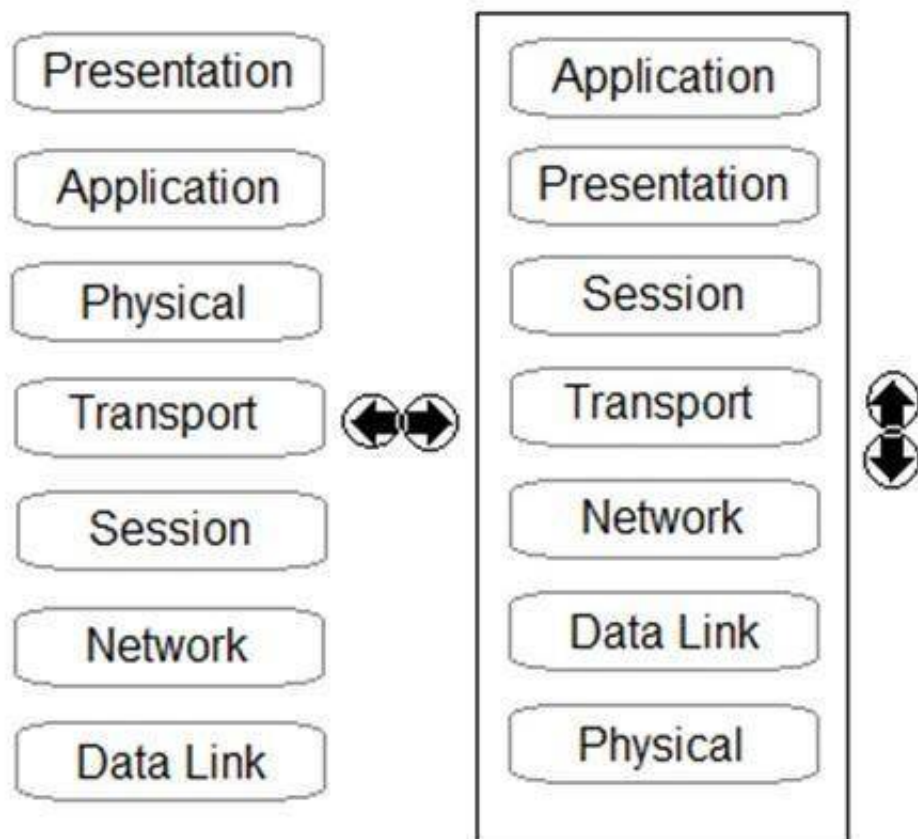 Presentation
Application
Physical
Transport
Session
Network
Data Link
Application
Presentation
Session
Transport
Network
Data Link
Physical